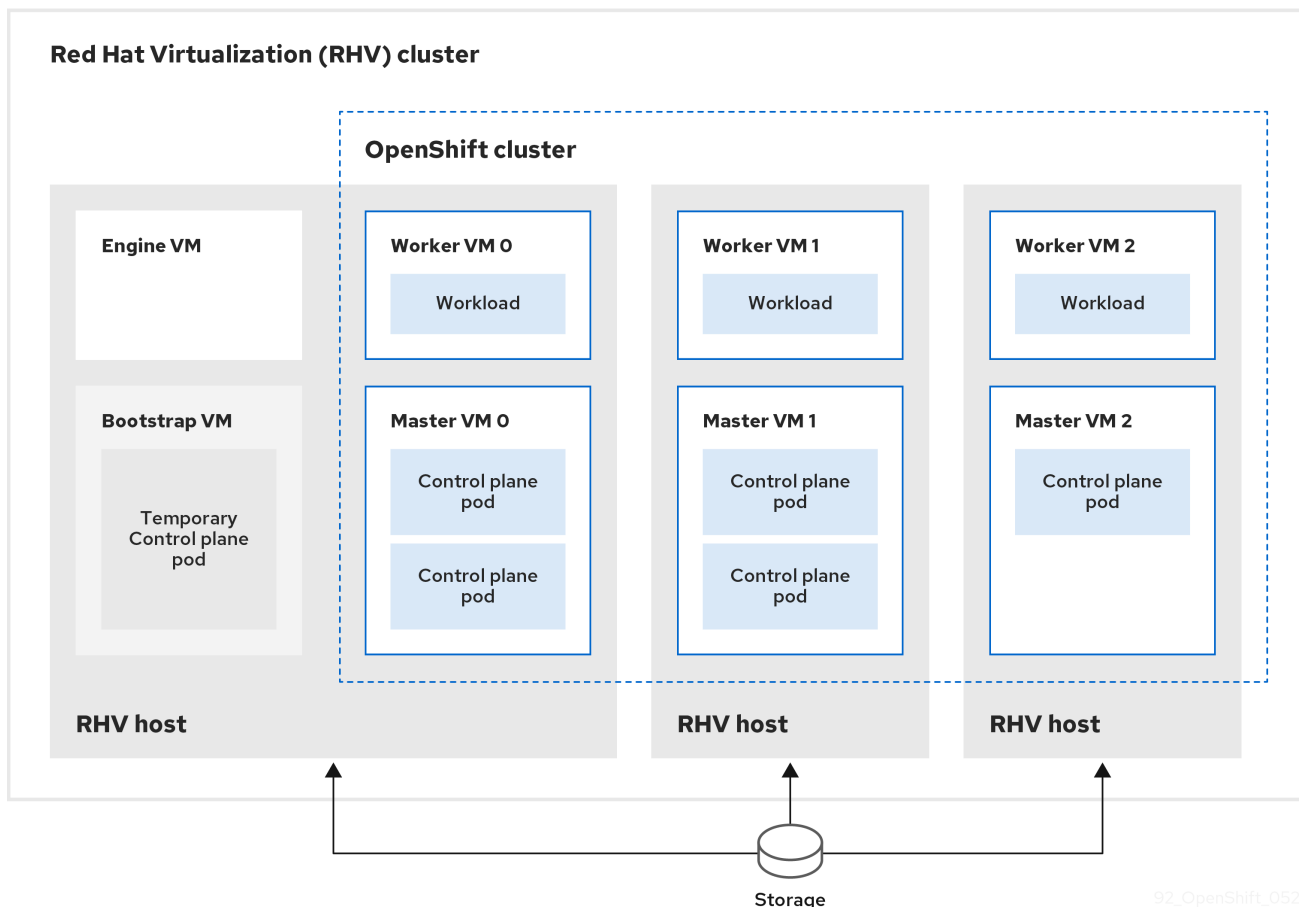 Red Hat Virtualization (RHV) cluster
OpenShift cluster
Engine VM
Bootstrap VM
Temporary
Control plane
pod
Worker VM 0
Workload
Master VM 0
Control plane
pod
Control plane
pod
RHV host
Worker VM 1
Workload
Master VM 1
Control plane
pod
Control plane
pod
RHV host
Worker VM 2
Workload
Master VM 2
Control plane
pod
RHV host
Storage
92_OpenShift_052